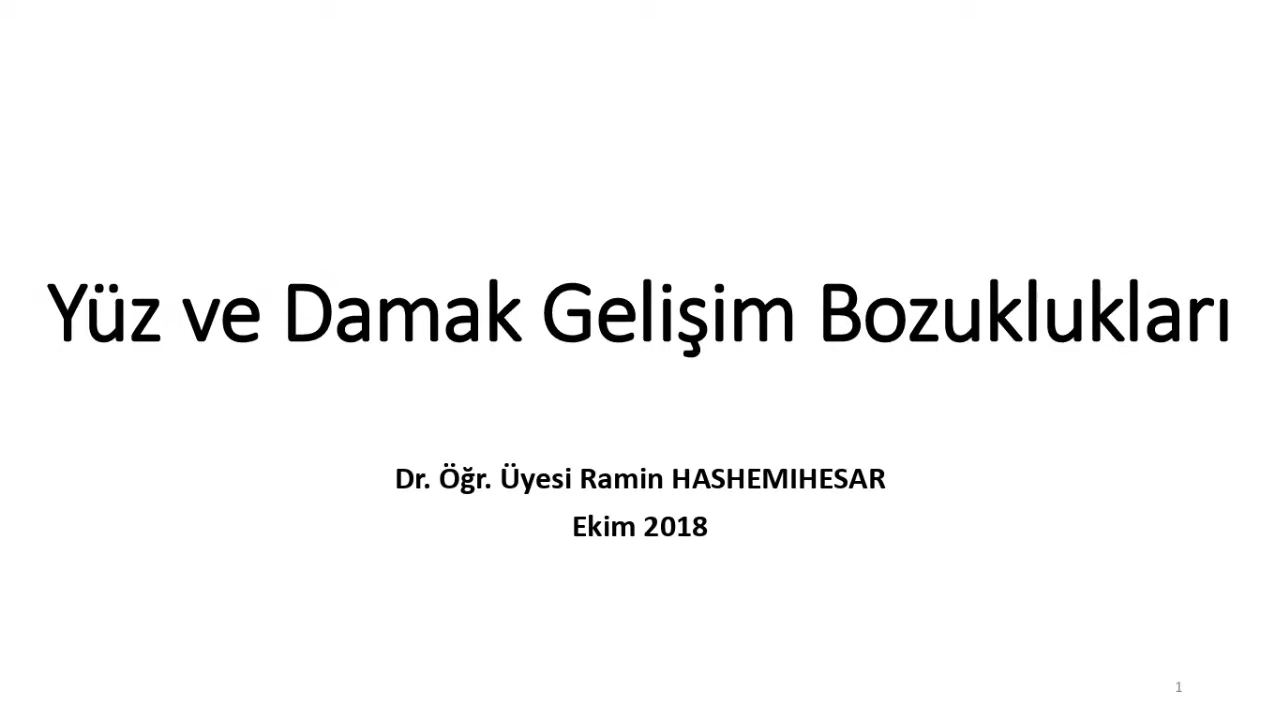 Yüz ve Damak Gelişim Bozuklukları
Dr. Öğr. Üyesi Ramin HASHEMIHESAR
Ekim 2018
1